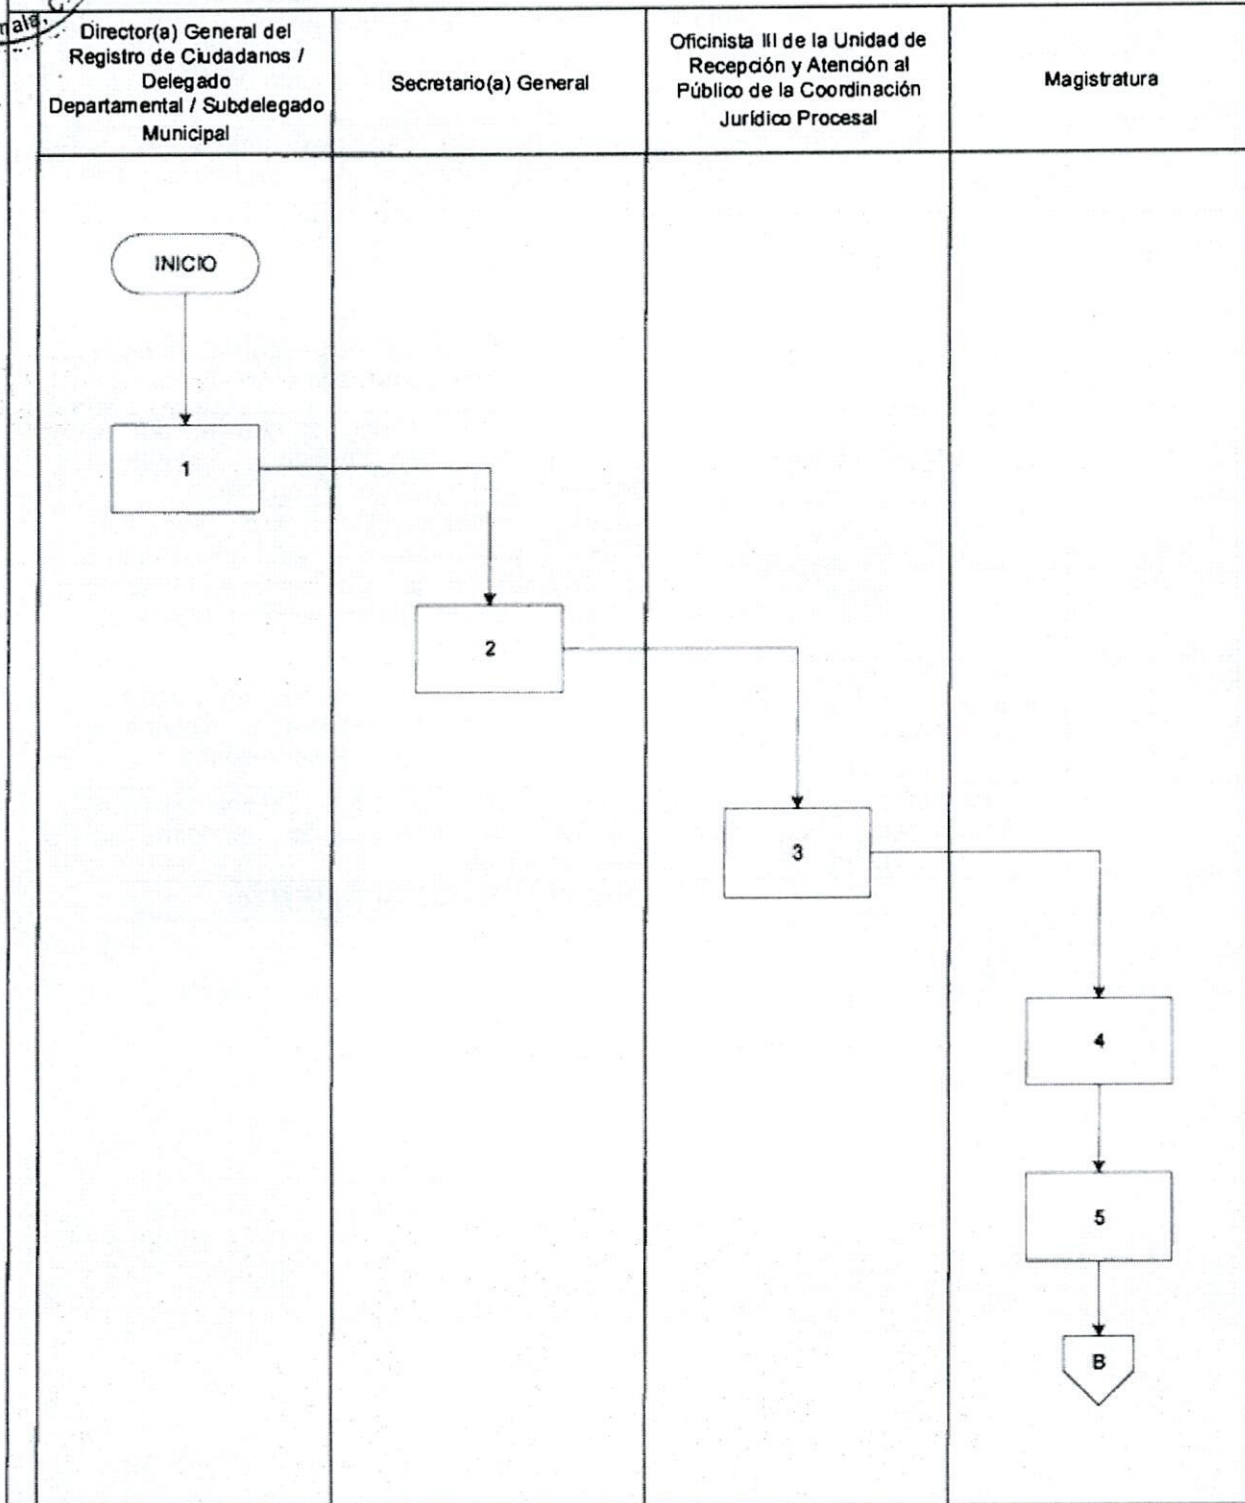 Director(a) General del
Registro de Ciudadanos /
Delegado
Departamental / Subdelegado
Municipal
Secretario(a) General
Oficinista III de la Unidad de
Recepción y Atención al
Público de la Coordinación
Jurídico Procesal
Magistratura
INICIO
1
2
3
4
5
B